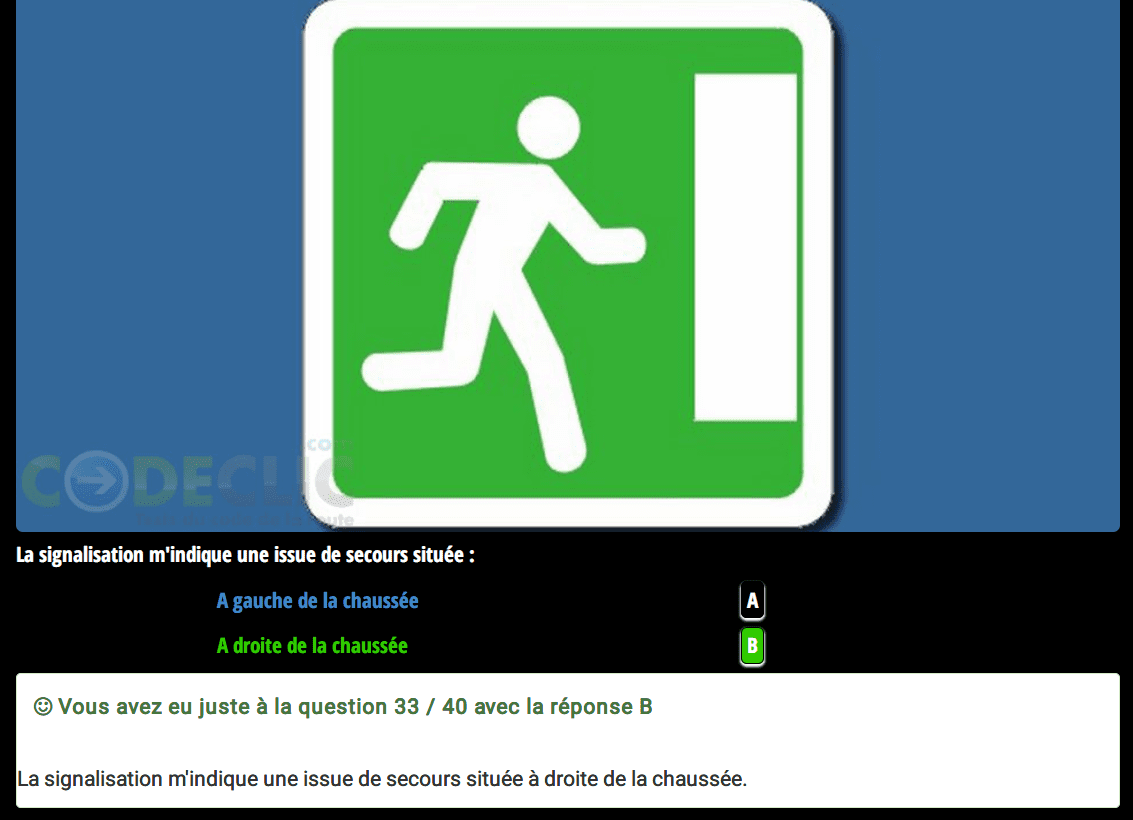 .com
CODECLIC
La signalisation m'indique une issue de secours située :
A gauche de la chaussée A
A droite de la chaussée B
Vous avez eu juste à la question 33 / 40 avec la réponse B
La signalisation m'indique une issue de secours située à droite de la chaussée.